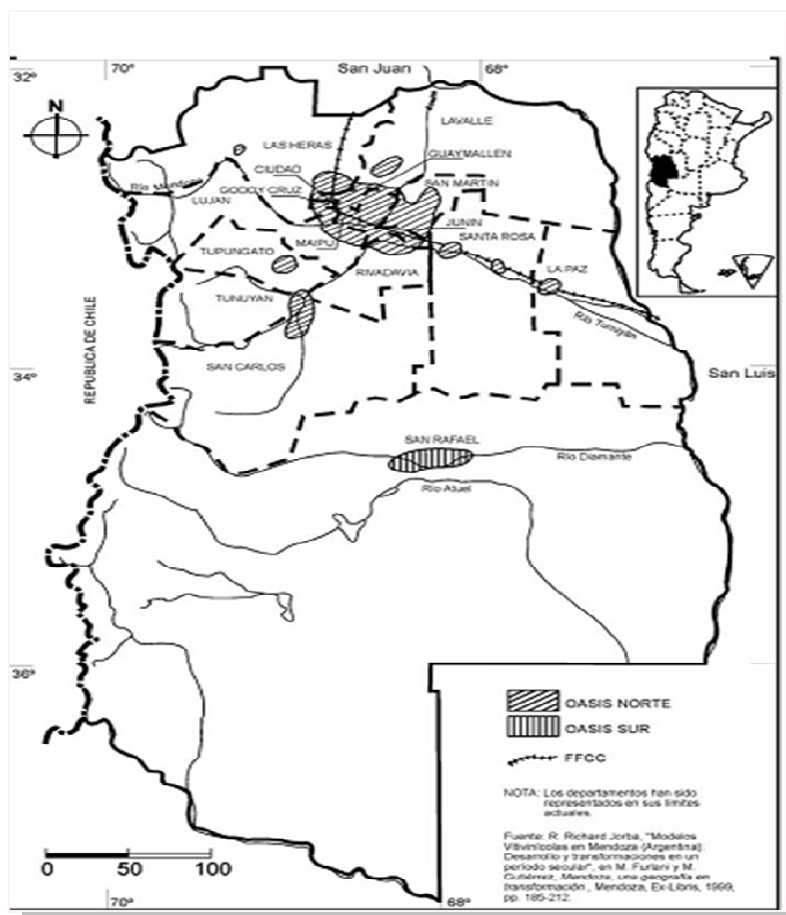 70º
San Juan
68º
32º
N
LAVALLE
LAS HERAS
GUAYMALLEN
CIUDAD
Río Mendoza
GODOY CRUZ
SAN MARTIN
LUJAN
JUNIN
MAIPU
SANTA ROSA
TUPUNGATO
RIVADAVIA
LA PAZ
TUNUYAN
Río Tunuyán
REPUBLICA DE CHILE
SAN CARLOS
34º
San Luis
SAN RAFAEL
Río Diamante
Río Atuel
36º
OASIS NORTE
OASIS SUR
FFCC
NOTA: Los departamentos han sido
representados en sus límites
actuales.
Fuente: R. Richard Jorba, "Modelos
Vitivinícolas en Mendoza (Argentina):
Desarrollo y transformaciones en un
período secular", en M. Furlani y M.
Gutiérrez, Mendoza, una geografía en
transformación, Mendoza, Ex-Libris, 1999,
pp. 185-212.
0 50 100
70º
68º